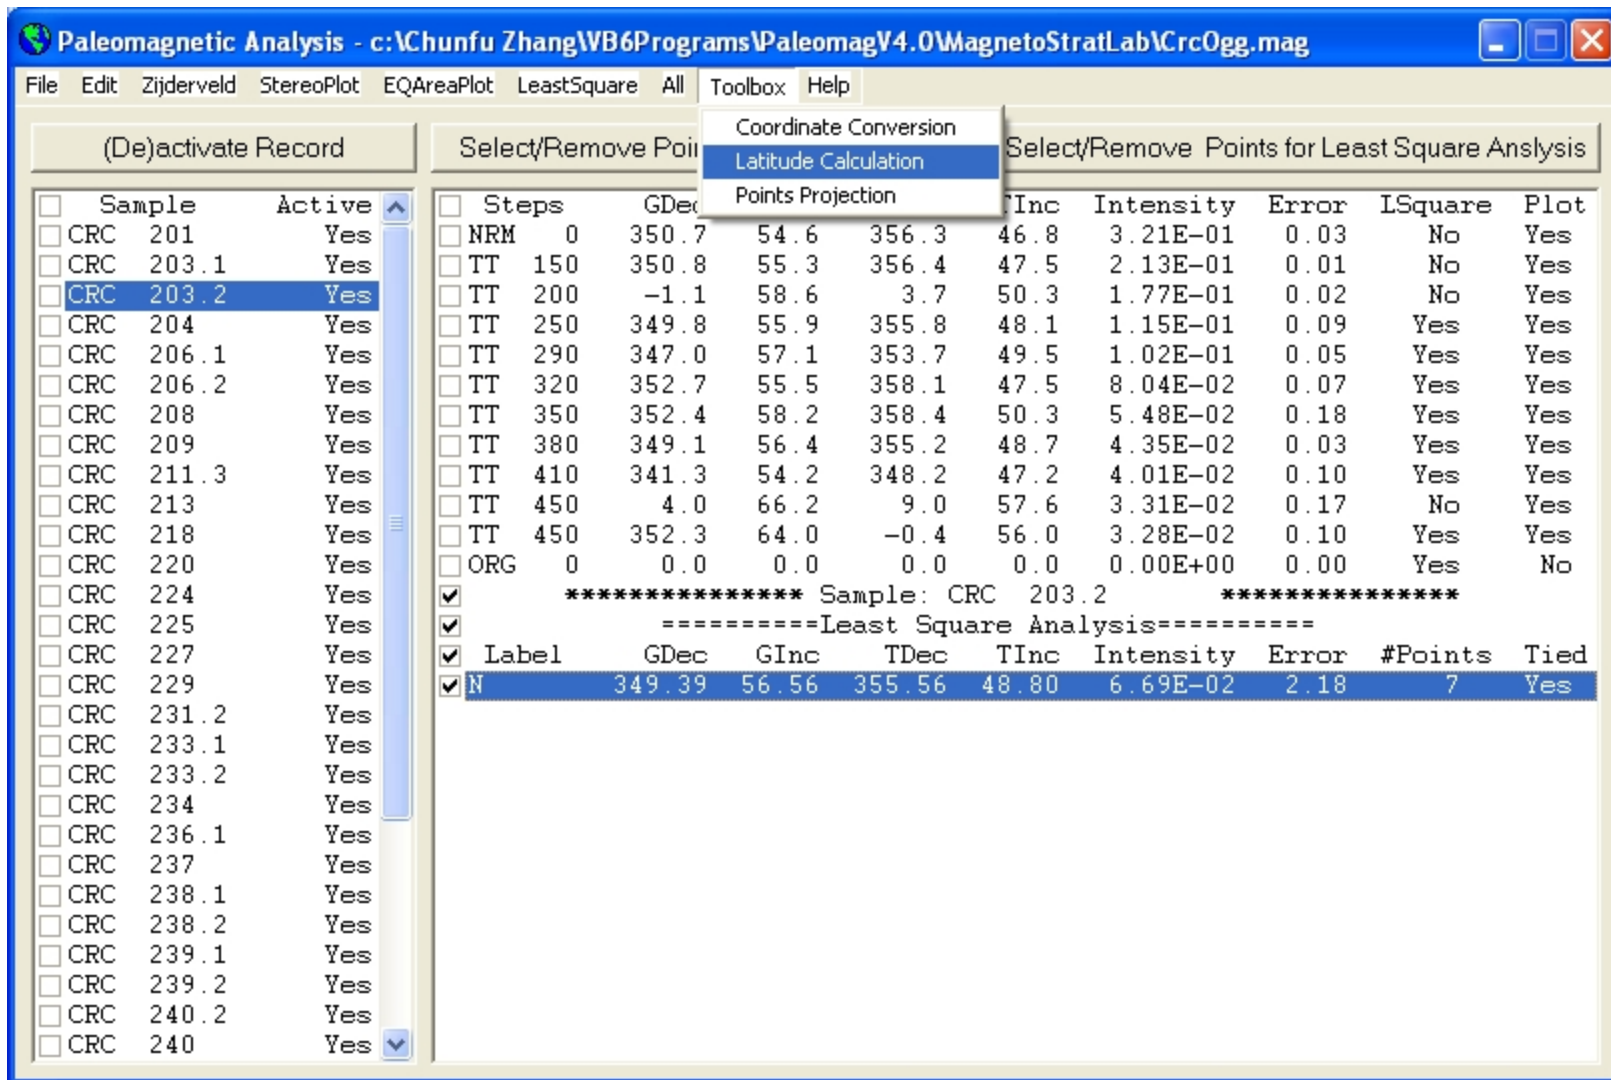 Paleomagnetic Analysis - c:\Chunfu Zhang\VB6Programs\PaleomagV4.0\MagnetoStratLab\CrcOgg.mag
File Edit Zijderveld StereoPlot EQAreaPlot LeastSquare All Toolbox Help
Coordinate Conversion
Latitude Calculation
Points Projection
(De)activate Record
Select/Remove Poi
Select/Remove Points for Least Square Anslysis
Sample Active
CRC 201 Yes
CRC 203.1 Yes
CRC 203.2 Yes
CRC 204 Yes
CRC 206.1 Yes
CRC 206.2 Yes
CRC 208 Yes
CRC 209 Yes
CRC 211.3 Yes
CRC 213 Yes
CRC 218 Yes
CRC 220 Yes
CRC 224 Yes
CRC 225 Yes
CRC 227 Yes
CRC 229 Yes
CRC 231.2 Yes
CRC 233.1 Yes
CRC 233.2 Yes
CRC 234 Yes
CRC 236.1 Yes
CRC 237 Yes
CRC 238.1 Yes
CRC 238.2 Yes
CRC 239.1 Yes
CRC 239.2 Yes
CRC 240.2 Yes
CRC 240 Yes
Steps GDec TInc Intensity Error LSquare Plot
NRM 0 350.7 54.6 356.3 46.8 3.21E-01 0.03 No Yes
TT 150 350.8 55.3 356.4 47.5 2.13E-01 0.01 No Yes
TT 200 -1.1 58.6 3.7 50.3 1.77E-01 0.02 No Yes
TT 250 349.8 55.9 355.8 48.1 1.15E-01 0.09 Yes Yes
TT 290 347.0 57.1 353.7 49.5 1.02E-01 0.05 Yes Yes
TT 320 352.7 55.5 358.1 47.5 8.04E-02 0.07 Yes Yes
TT 350 352.4 58.2 358.4 50.3 5.48E-02 0.18 Yes Yes
TT 380 349.1 56.4 355.2 48.7 4.35E-02 0.03 Yes Yes
TT 410 341.3 54.2 348.2 47.2 4.01E-02 0.10 Yes Yes
TT 450 4.0 66.2 9.0 57.6 3.31E-02 0.17 No Yes
TT 450 352.3 64.0 -0.4 56.0 3.28E-02 0.10 Yes Yes
ORG 0 0.0 0.0 0.0 0.0 0.00E+00 0.00 Yes No
*************** Sample: CRC 203.2 ***************
==========Least Square Analysis==========
Label GDec GInc TDec TInc Intensity Error #Points Tied
N 349.39 56.56 355.56 48.80 6.69E-02 2.18 7 Yes